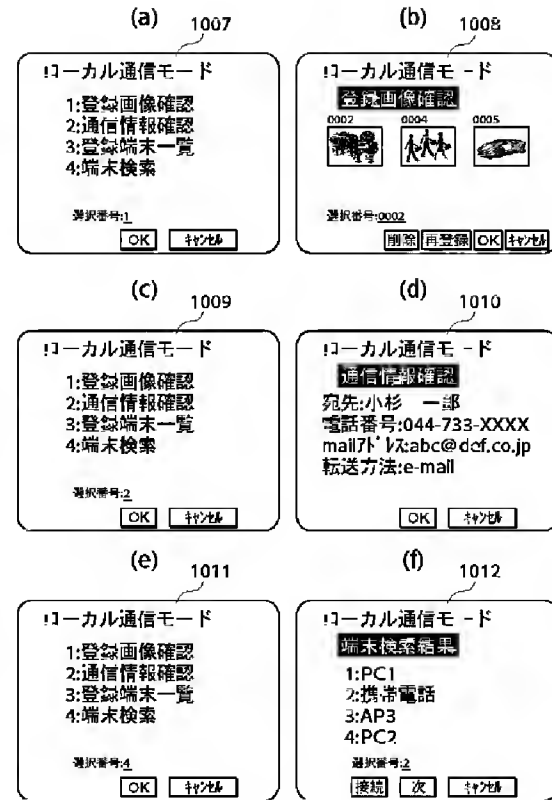 (a)
1007
ローカル通信モード
1:登録画像確認
2:通信情報確認
3:登録端末一覧
4:端末検索
選択番号:1
OK キャンセル
(b)
1008
ローカル通信モード
登録画像確認
0002 0004 0005
選択番号:0002
削除 再登録 OK キャンセル
(c)
1009
ローカル通信モード
1:登録画像確認
2:通信情報確認
3:登録端末一覧
4:端末検索
選択番号:2
OK キャンセル
(d)
1010
ローカル通信モード
通信情報確認
宛先:小杉 一郎
電話番号:044-733-XXXX
mailアドレス:abc@def.co.jp
転送方法:e-mail
OK キャンセル
(e)
1011
ローカル通信モード
1:登録画像確認
2:通信情報確認
3:登録端末一覧
4:端末検索
選択番号:4
OK キャンセル
(f)
1012
ローカル通信モード
端末検索結果
1:PC1
2:携帯電話
3:AP3
4:PC2
選択番号:2
接続 次 キャンセル